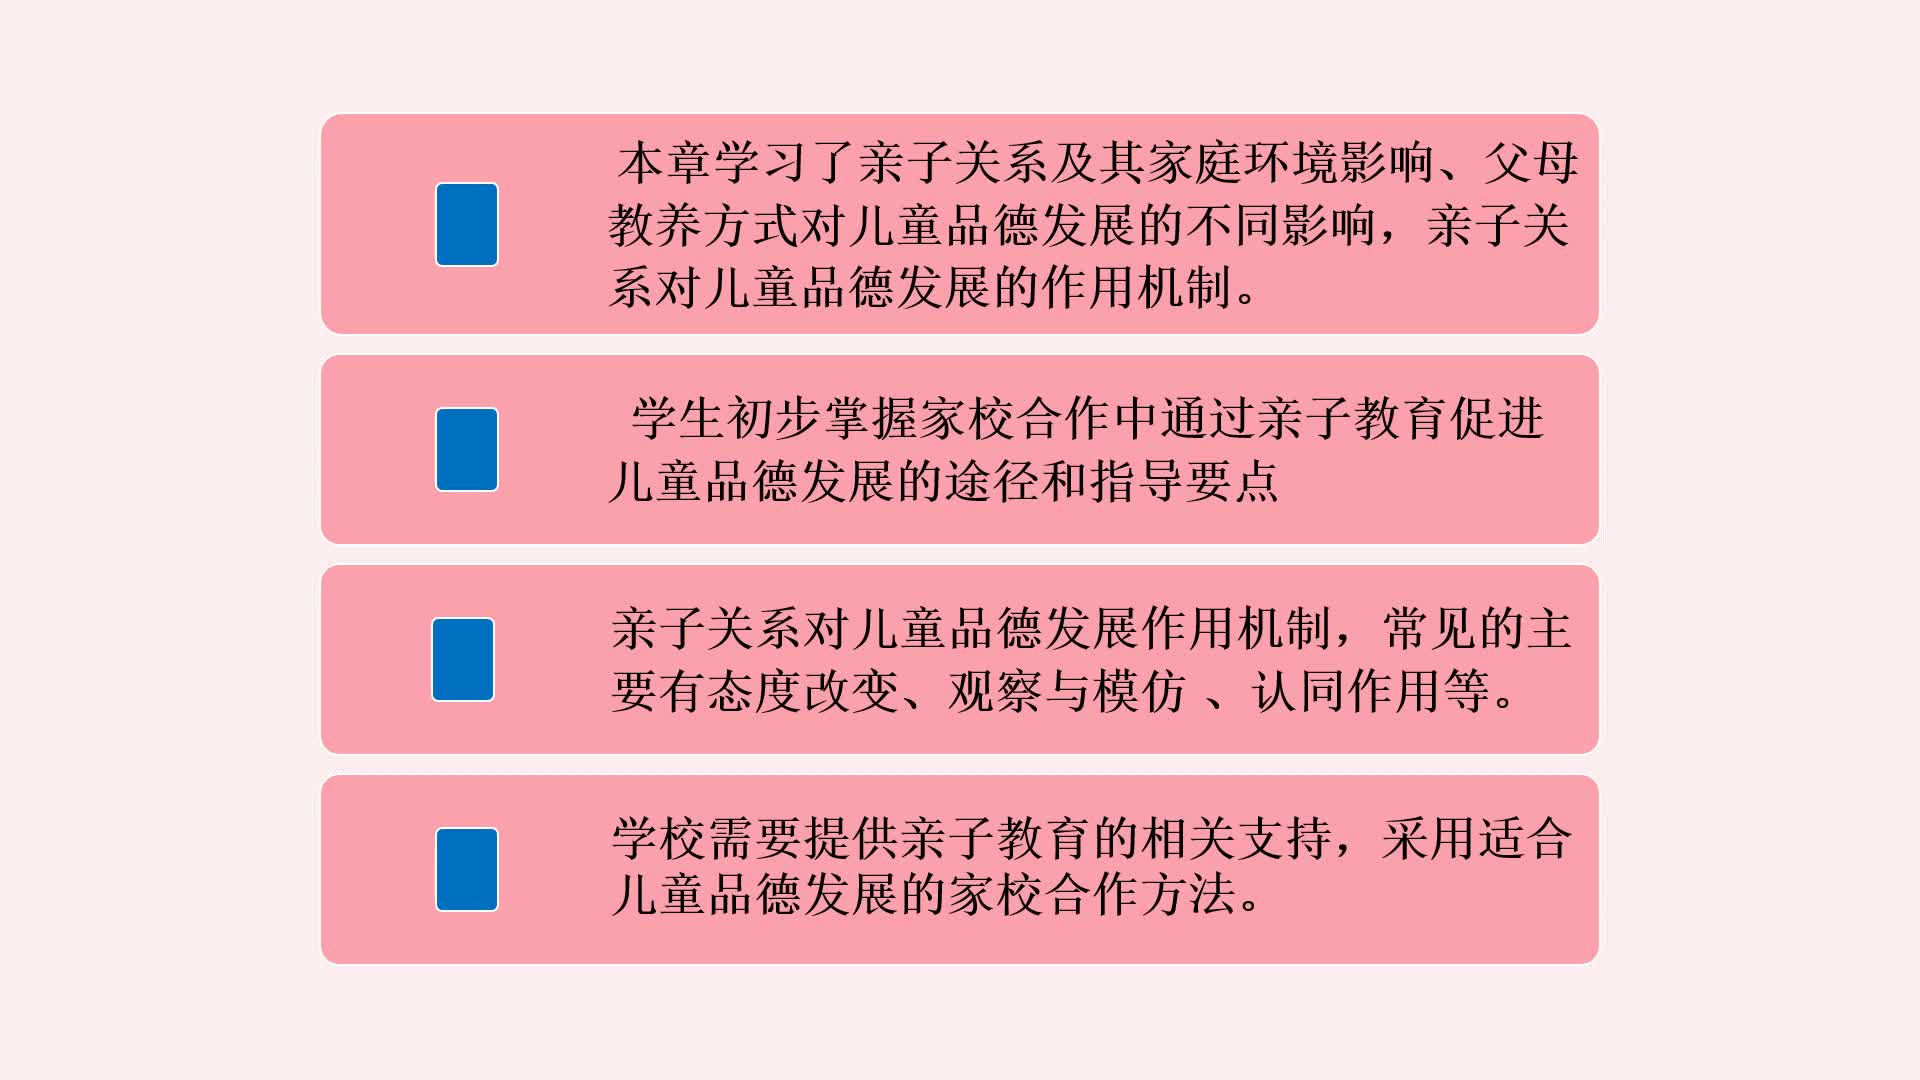 本章学习了亲子关系及其家庭环境影响、父母
教养方式对儿童品德发展的不同影响，亲子关
系对儿童品德发展的作用机制。
学生初步掌握家校合作中通过亲子教育促进
儿童品德发展的途径和指导要点
亲子关系对儿童品德发展作用机制，常见的主
要有态度改变、观察与模仿 、认同作用等。
学校需要提供亲子教育的相关支持，采用适合
儿童品德发展的家校合作方法。